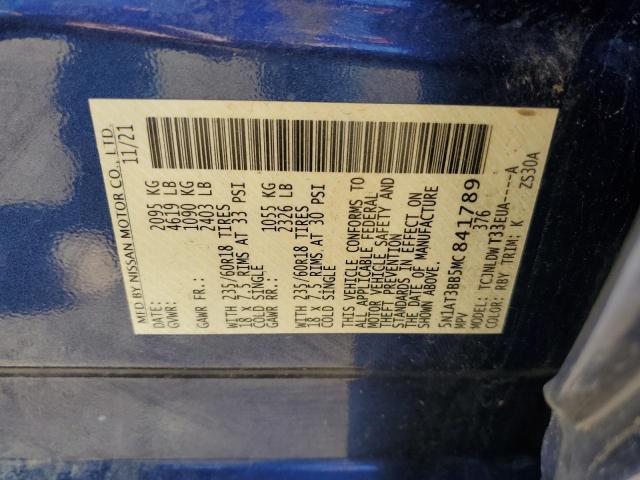 MFD BY NISSAN MOTOR CO., LTD.
DATE: 11/21
GVWR: 2095 KG
4619 LB
GAWR FR.: 1090 KG
2403 LB
WITH 235/60R18 TIRES
18 X 7.5 RIMS AT 33 PSI
COLD SINGLE
GAWR RR.: 1055 KG
2326 LB
WITH 235/60R18 TIRES
18 X 7.5 RIMS AT 30 PSI
COLD SINGLE
THIS VEHICLE CONFORMS TO
ALL APPLICABLE FEDERAL
MOTOR VEHICLE SAFETY AND
THEFT PREVENTION
STANDARDS IN EFFECT ON
THE DATE OF MANUFACTURE
SHOWN ABOVE.
5N1AT3BB5MC841789
MPV 376
MODEL: TCJNLDWT33EUA----A
COLOR: RBY TRIM: K ZS30A